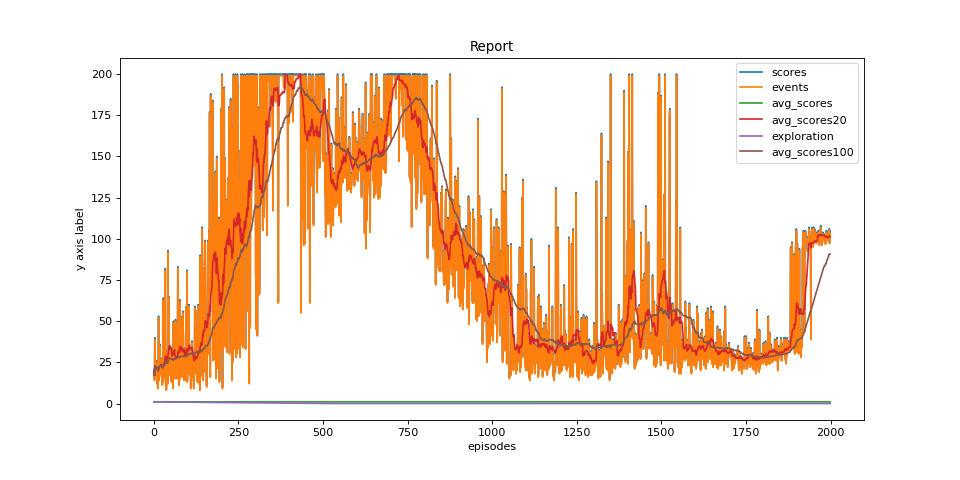 Report
200
175
150
125
100
75
50
25
0
y axis label
scores
events
avg_scores
avg_scores20
exploration
avg_scores100
0
250
500
750
1000
1250
1500
1750
2000
episodes